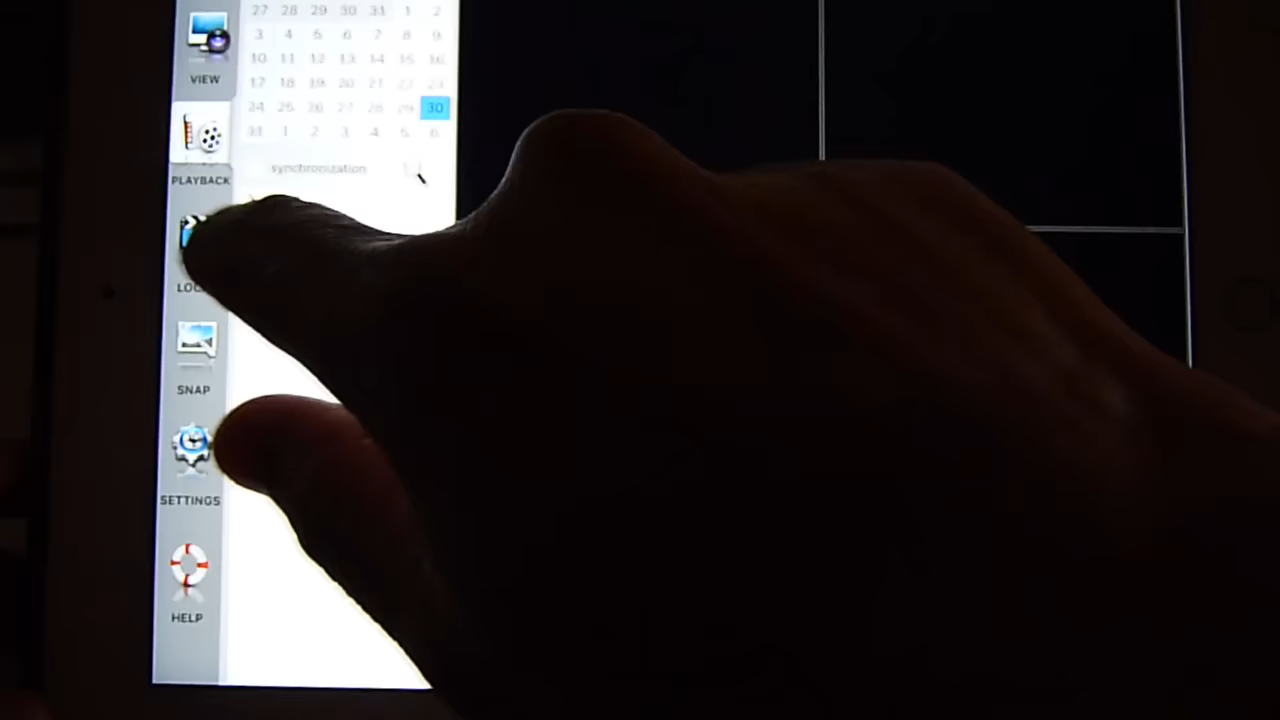 27 28 29 30 31 1 2
VIEW
3 4 5 6 7 8 9
10 11 12 13 14 15 16
17 18 19 20 21 22 23
24 25 26 27 28 29 30
31 1 2 3 4 5 6
synchronization
PLAYBACK
SNAP
SETTINGS
HELP